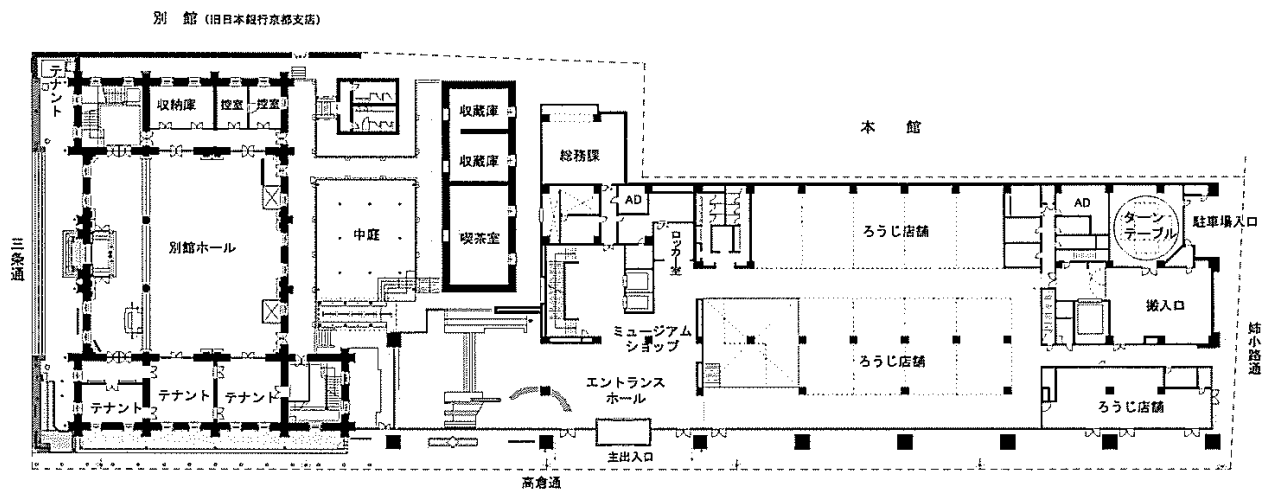 別 館 (旧日本銀行京都支店)
テナント
収納庫
控室
控室
収蔵庫
収蔵庫
喫茶室
総務課
AD
本 館
三条通
別館ホール
中庭
ロッカー室
ろうじ店舗
AD
ターン
テーブル
駐車場入口
搬入口
ミュージアム
ショップ
ろうじ店舗
姉小路通
エントランス
ホール
テナント
テナント
テナント
ろうじ店舗
主出入口
高倉通